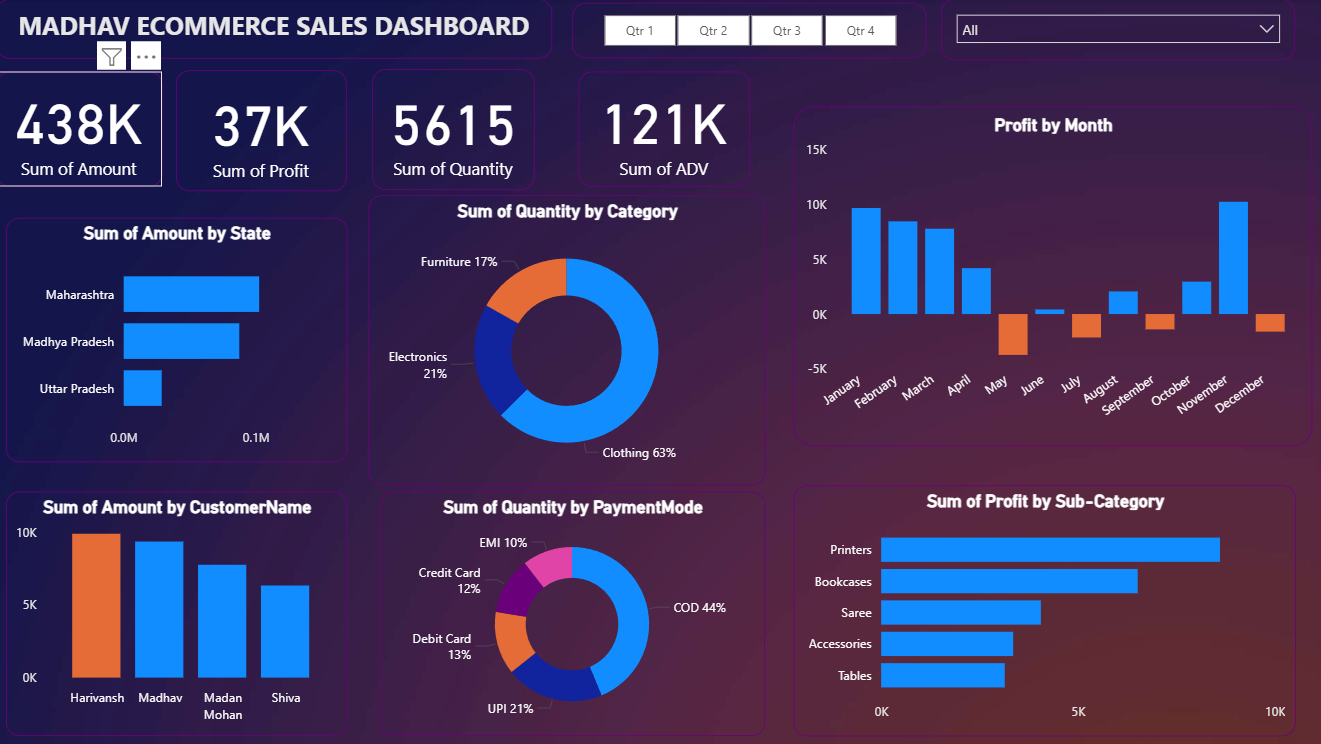 MADHAV ECOMMERCE SALES DASHBOARD
Qtr 1
Qtr 2
Qtr 3
Qtr 4
All
438K
Sum of Amount
37K
Sum of Profit
5615
Sum of Quantity
121K
Sum of ADV
Profit by Month
15K
10K
5K
0K
-5K
January
February
March
April
May
June
July
August
September
October
November
December
Sum of Amount by State
Maharashtra
Madhya Pradesh
Uttar Pradesh
0.0M
0.1M
Sum of Quantity by Category
Furniture 17%
Electronics
21%
Clothing 63%
Sum of Amount by CustomerName
10K
5K
0K
Harivansh
Madhav
Madan
Mohan
Shiva
Sum of Quantity by PaymentMode
EMI 10%
Credit Card
12%
Debit Card
13%
UPI 21%
COD 44%
Sum of Profit by Sub-Category
Printers
Bookcases
Saree
Accessories
Tables
0K
5K
10K